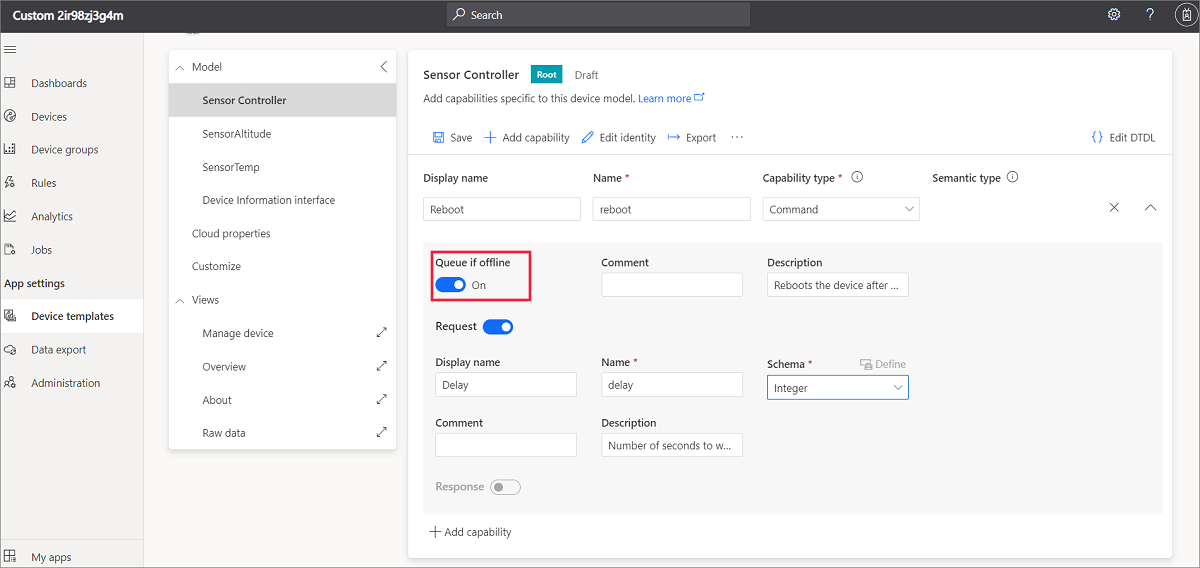 Custom 2ir98zj3g4m
Search
?
Dashboards
Devices
Device groups
Rules
Analytics
Jobs
App settings
Device templates
Data export
Administration
My apps
Model
Sensor Controller
SensorAltitude
SensorTemp
Device Information interface
Cloud properties
Customize
Views
Manage device
Overview
About
Raw data
Sensor Controller Root Draft
Add capabilities specific to this device model. Learn more
Save Add capability Edit identity Export ··· {} Edit DTDL
Display name Name * Capability type * Semantic type
Reboot reboot Command
Queue if offline Comment Description
On Reboots the device after ...
Request
Display name Name * Schema * Define
Delay delay Integer
Comment Description
Number of seconds to w...
Response
Add capability